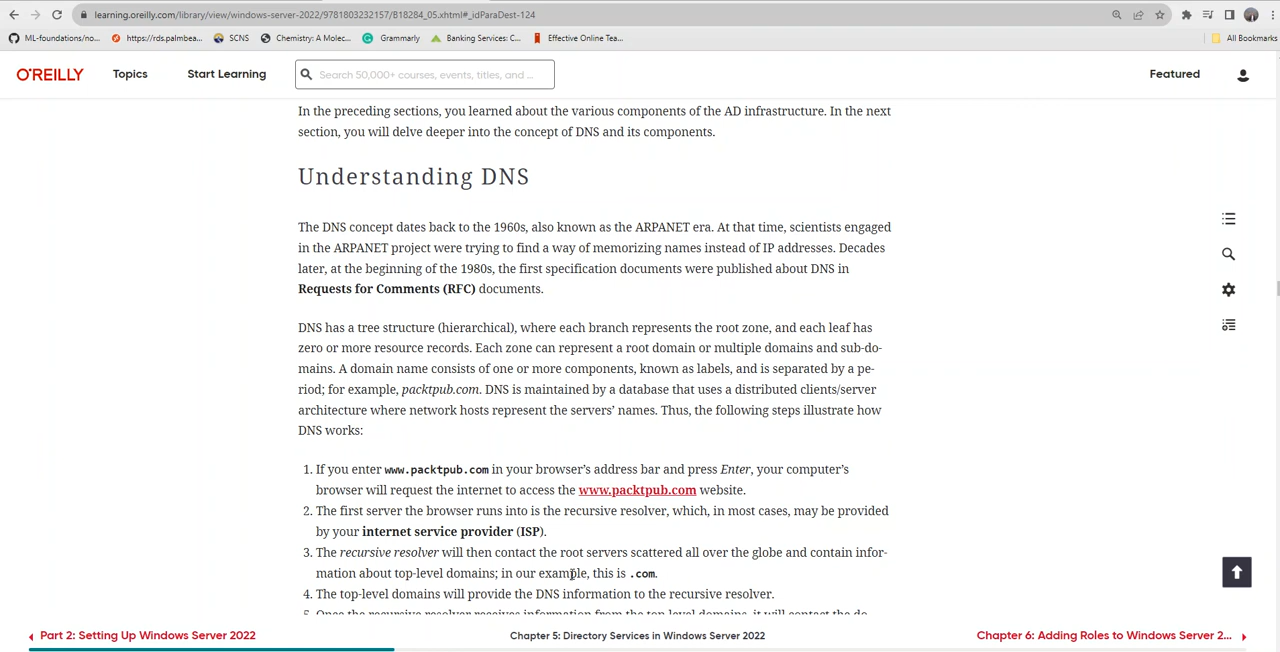 learning.oreilly.com/library/view/windows-server-2022/9781803232157/B18284_05.xhtml#_idParaDest-124
ML-foundations/no... https://rds.palmbea... SCNS Chemistry: A Molec... Grammarly Banking Services: C... Effective Online Tea... All Bookmarks
O'REILLY Topics Start Learning Search 50,000+ courses, events, titles, and ... Featured
In the preceding sections, you learned about the various components of the AD infrastructure. In the next
section, you will delve deeper into the concept of DNS and its components.
Understanding DNS
The DNS concept dates back to the 1960s, also known as the ARPANET era. At that time, scientists engaged
in the ARPANET project were trying to find a way of memorizing names instead of IP addresses. Decades
later, at the beginning of the 1980s, the first specification documents were published about DNS in
Requests for Comments (RFC) documents.
DNS has a tree structure (hierarchical), where each branch represents the root zone, and each leaf has
zero or more resource records. Each zone can represent a root domain or multiple domains and sub-do-
mains. A domain name consists of one or more components, known as labels, and is separated by a pe-
riod; for example, packtpub.com. DNS is maintained by a database that uses a distributed clients/server
architecture where network hosts represent the servers' names. Thus, the following steps illustrate how
DNS works:
1. If you enter www.packtpub.com in your browser's address bar and press Enter, your computer's
browser will request the internet to access the www.packtpub.com website.
2. The first server the browser runs into is the recursive resolver, which, in most cases, may be provided
by your internet service provider (ISP).
3. The recursive resolver will then contact the root servers scattered all over the globe and contain infor-
mation about top-level domains; in our example, this is .com.
4. The top-level domains will provide the DNS information to the recursive resolver.
5. Once the recursive resolver receives information from the top-level domains, it will contact the do-
Part 2: Setting Up Windows Server 2022 Chapter 5: Directory Services in Windows Server 2022 Chapter 6: Adding Roles to Windows Server 2...